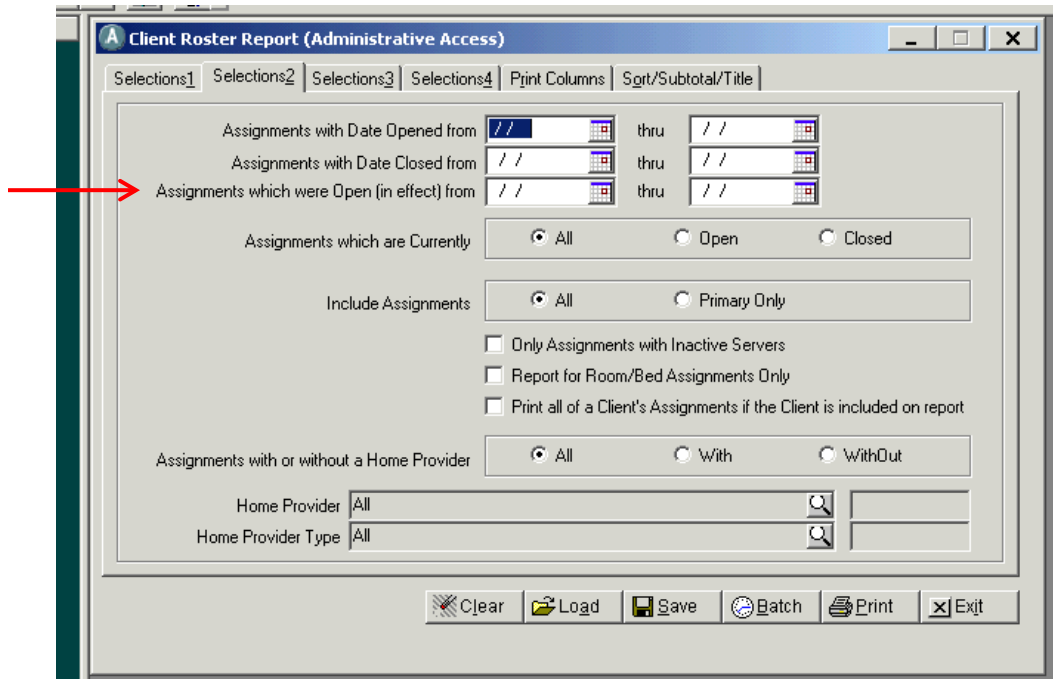 A Client Roster Report (Administrative Access)
Selections1 Selections2 Selections3 Selections4 Print Columns Sort/Subtotal/Title
Assignments with Date Opened from / / thru / /
Assignments with Date Closed from / / thru / /
Assignments which were Open (in effect) from / / thru / /
Assignments which are Currently All Open Closed
Include Assignments All Primary Only
Only Assignments with Inactive Servers
Report for Room/Bed Assignments Only
Print all of a Client's Assignments if the Client is included on report
Assignments with or without a Home Provider All With WithOut
Home Provider All
Home Provider Type All
Clear Load Save Batch Print Exit